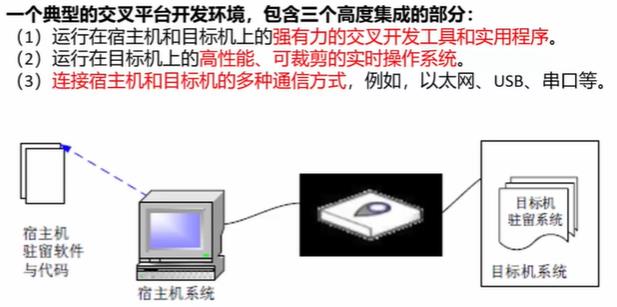 一个典型的交叉平台开发环境，包含三个高度集成的部分：
（1）运行在宿主机和目标机上的强有力的交叉开发工具和实用程序。
（2）运行在目标机上的高性能、可裁剪的实时操作系统。
（3）连接宿主机和目标机的多种通信方式，例如，以太网、USB、串口等。
宿主机
驻留软件
与代码
宿主机系统
目标机
驻留系统
目标机系统